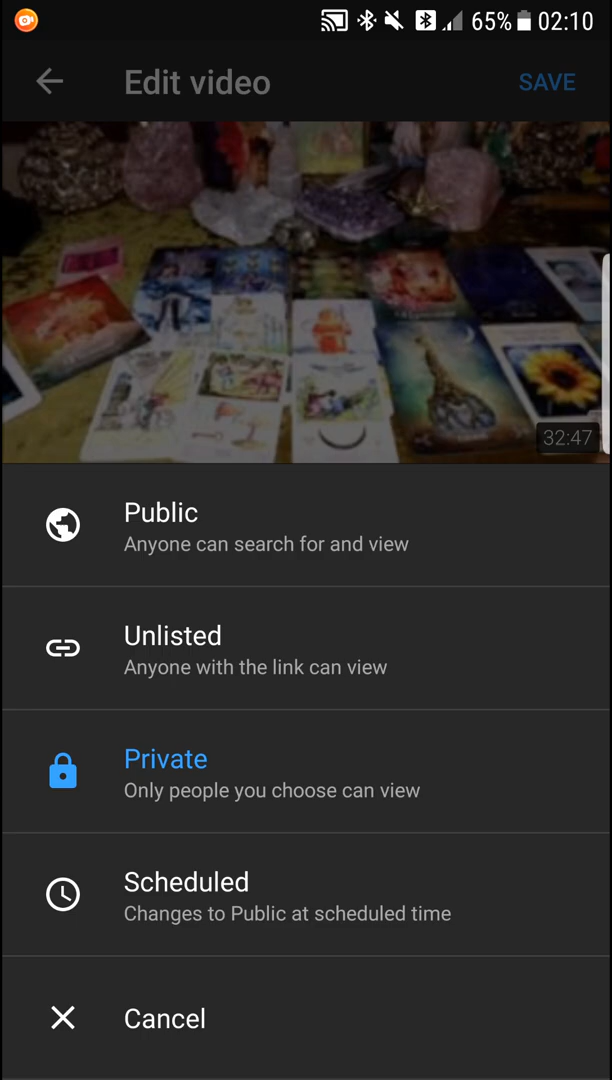 65% 02:10
Edit video SAVE
32:47
Public
Anyone can search for and view
Unlisted
Anyone with the link can view
Private
Only people you choose can view
Scheduled
Changes to Public at scheduled time
Cancel